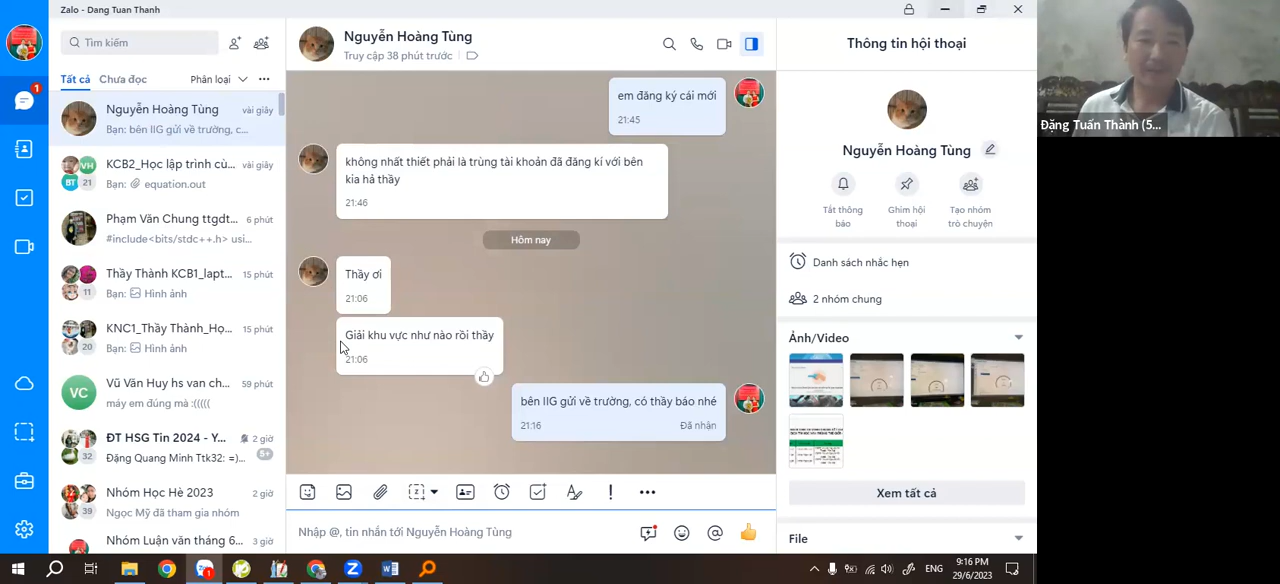 Zalo - Dang Tuan Thanh
Tìm kiếm
Tất cả
Chưa đọc
Phân loại
1
Nguyễn Hoàng Tùng
vài giây
Bạn: bên IIG gửi về trường, c...
KCB2_Học lập trình cù...
vài giây
VH
BT
21
Bạn: equation.out
Phạm Văn Chung ttgdt...
6 phút
#include<bits/stdc++.h> usi...
Thầy Thành KCB1_lapt...
15 phút
11
Bạn: Hình ảnh
KNC1_Thầy Thành_Họ...
15 phút
20
Bạn: Hình ảnh
VC
Vũ Văn Huy hs van ch...
59 phút
máy em đúng mà :(((((
ĐT HSG Tin 2024 - Y...
2 giờ
32
Đặng Quang Minh Ttk32: =)...
5+
Nhóm Học Hè 2023
2 giờ
39
Ngọc Mỹ đã tham gia nhóm
Nhóm Luận văn tháng 6...
3 giờ
Nguyễn Hoàng Tùng
Truy cập 38 phút trước
em đăng ký cái mới
21:45
không nhất thiết phải là trùng tài khoản đã đăng kí với bên
kia hả thầy
21:46
Hôm nay
Thầy ơi
21:06
Giải khu vực như nào rồi thầy
21:06
bên IIG gửi về trường, có thầy báo nhé
21:16
Đã nhận
Nhập @, tin nhắn tới Nguyễn Hoàng Tùng
Thông tin hội thoại
Nguyễn Hoàng Tùng
Tắt thông
báo
Ghim hội
thoại
Tạo nhóm
trò chuyện
Danh sách nhắc hẹn
2 nhóm chung
Ảnh/Video
Xem tất cả
File
Đặng Tuấn Thành (5...
ENG
9:16 PM
29/6/2023